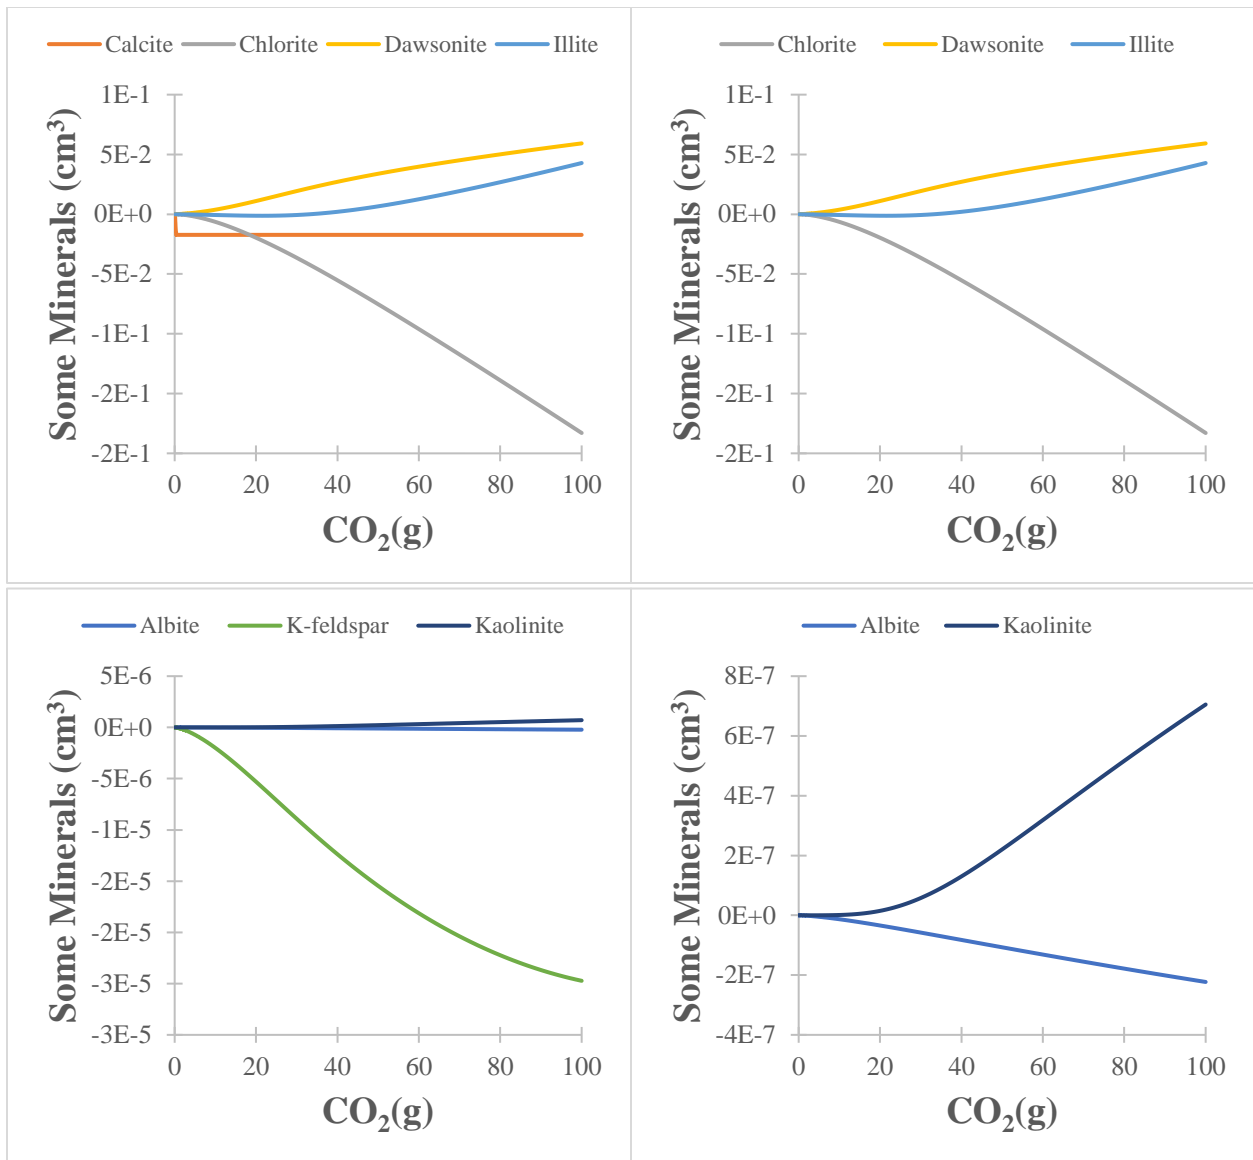 Calcite Chlorite Dawsonite Illite
Some Minerals (cm³)
1E-1
5E-2
0E+0
-5E-2
-1E-1
-2E-1
-2E-1
0 20 40 60 80 100
CO₂(g)
Chlorite Dawsonite Illite
Some Minerals (cm³)
1E-1
5E-2
0E+0
-5E-2
-1E-1
-2E-1
-2E-1
0 20 40 60 80 100
CO₂(g)
Albite K-feldspar Kaolinite
Some Minerals (cm³)
5E-6
0E+0
-5E-6
-1E-5
-2E-5
-2E-5
-3E-5
-3E-5
0 20 40 60 80 100
CO₂(g)
Albite Kaolinite
Some Minerals (cm³)
8E-7
6E-7
4E-7
2E-7
0E+0
-2E-7
-4E-7
0 20 40 60 80 100
CO₂(g)